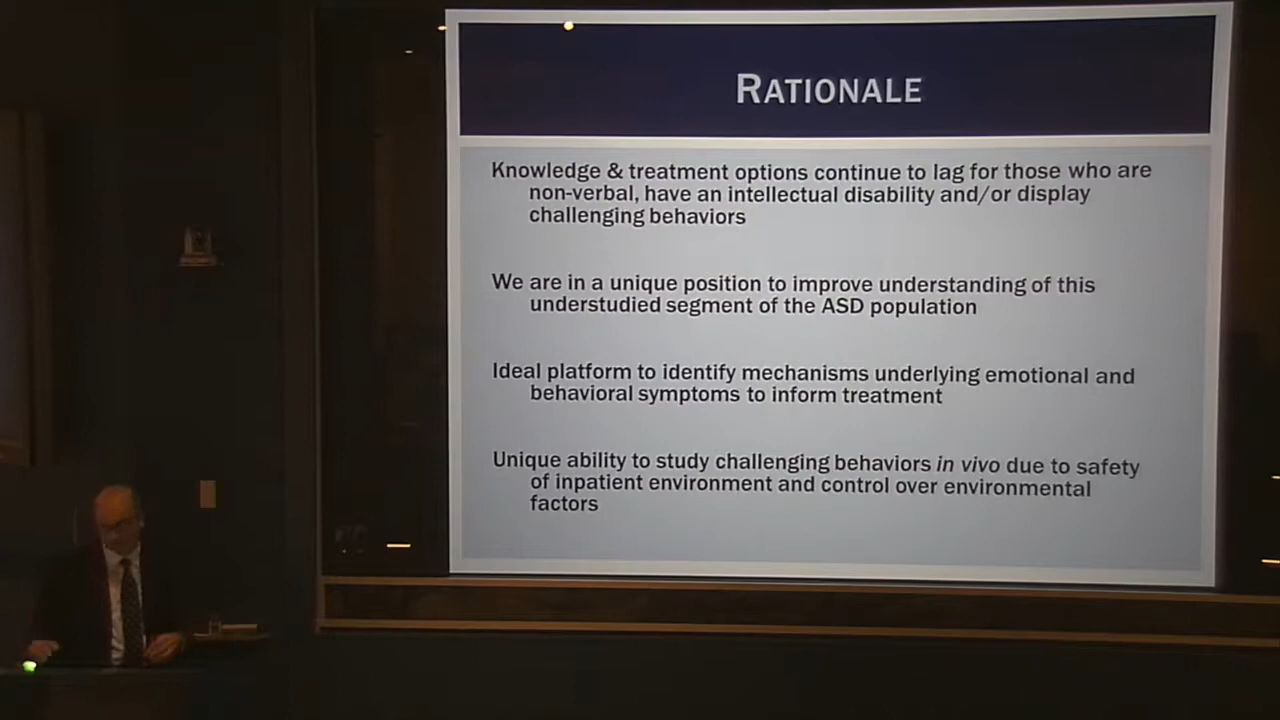 RATIONALE
Knowledge & treatment options continue to lag for those who are
non-verbal, have an intellectual disability and/or display
challenging behaviors
We are in a unique position to improve understanding of this
understudied segment of the ASD population
Ideal platform to identify mechanisms underlying emotional and
behavioral symptoms to inform treatment
Unique ability to study challenging behaviors in vivo due to safety
of inpatient environment and control over environmental
factors